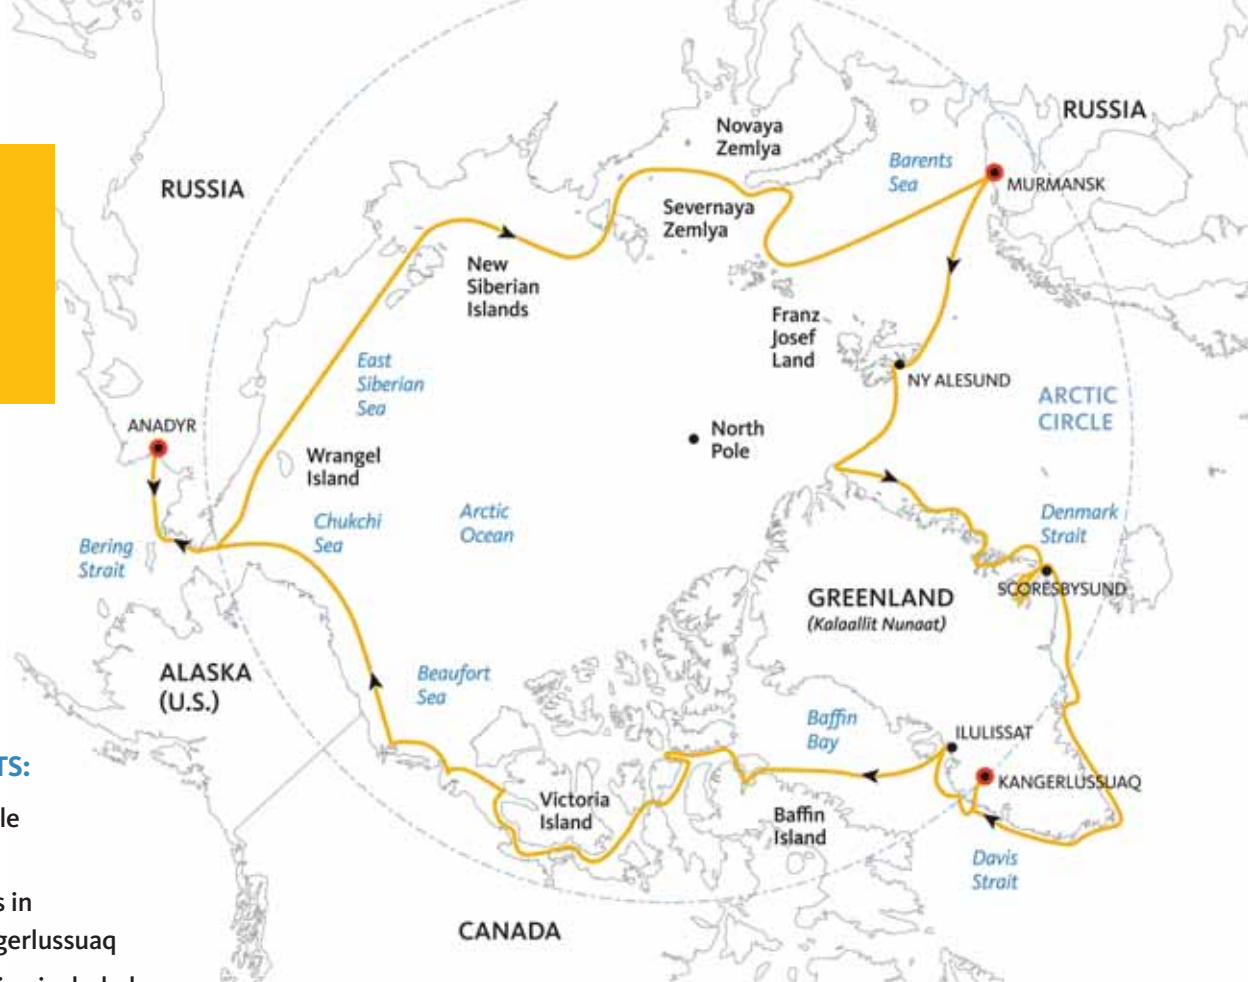 RUSSIA
Novaya
Zemlya
Barents
Sea
MURMANSK
RUSSIA
Severnaya
Zemlya
New
Siberian
Islands
Franz
Josef
Land
East
Siberian
Sea
NY ALESUND
ARCTIC
CIRCLE
ANADYR
North
Pole
Wrangel
Island
Chukchi
Sea
Arctic
Ocean
Denmark
Strait
Bering
Strait
SCORESBYSUND
GREENLAND
(Kalaallit Nunaat)
ALASKA
(U.S.)
Beaufort
Sea
Baffin
Bay
ILULISSAT
KANGERLUSSUAQ
Victoria
Island
Baffin
Island
Davis
Strait
CANADA
TS:
le
s in
gerlussuaq